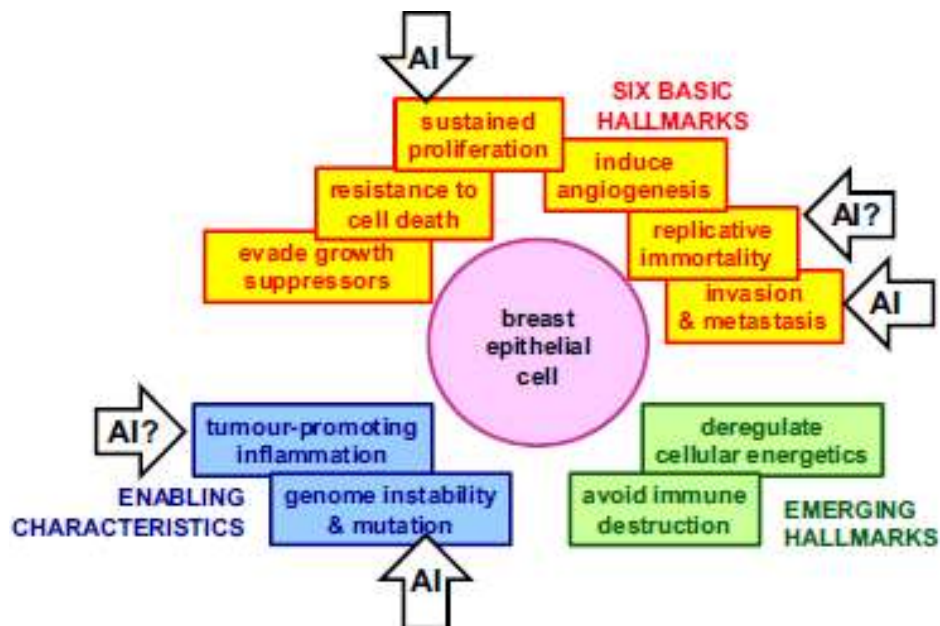 AI
SIX BASIC
HALLMARKS
sustained
proliferation
induce
angiogenesis
resistance to
cell death
AI?
replicative
immortality
evade growth
suppressors
invasion
& metastasis
AI
breast
epithelial
cell
AI?
tumour-promoting
inflammation
deregulate
cellular energetics
ENABLING
CHARACTERISTICS
genome instability
& mutation
avoid immune
destruction
EMERGING
HALLMARKS
AI